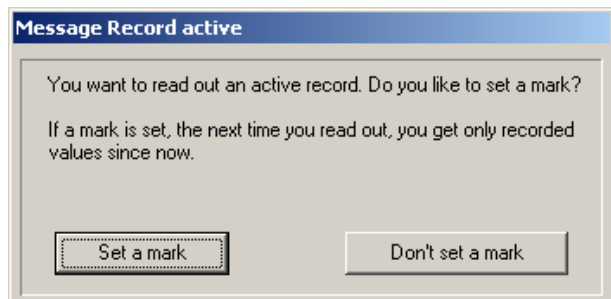 Message Record active
You want to read out an active record. Do you like to set a mark?
If a mark is set, the next time you read out, you get only recorded
values since now.
Set a mark
Don't set a mark